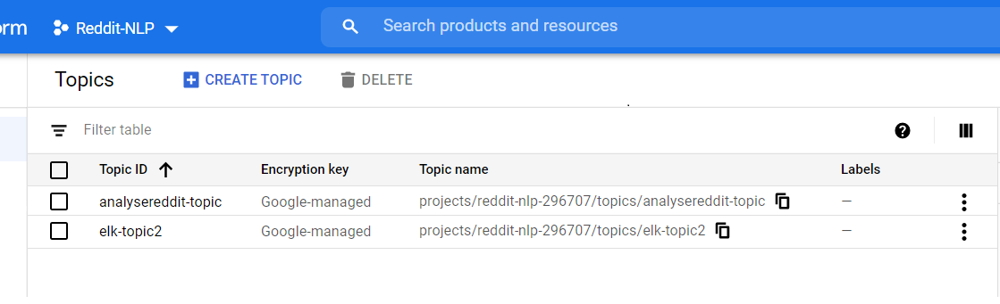 orm Reddit-NLP Search products and resources
Topics CREATE TOPIC DELETE
Filter table
Topic ID Encryption key Topic name Labels
analysereddit-topic Google-managed projects/reddit-nlp-296707/topics/analysereddit-topic —
elk-topic2 Google-managed projects/reddit-nlp-296707/topics/elk-topic2 —